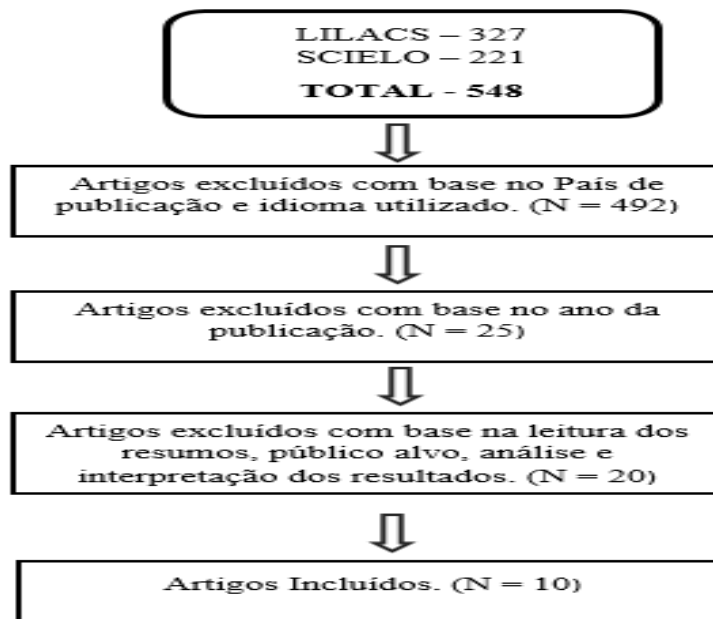 LILACS – 327
SCIELO – 221
TOTAL - 548
Artigos excluídos com base no País de
publicação e idioma utilizado. (N = 492)
Artigos excluídos com base no ano da
publicação. (N = 25)
Artigos excluídos com base na leitura dos
resumos, público alvo, análise e
interpretação dos resultados. (N = 20)
Artigos Incluídos. (N = 10)